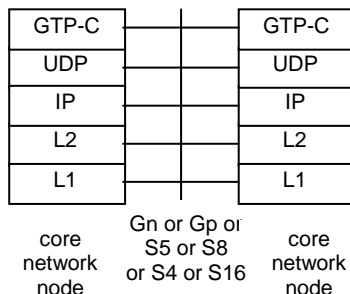 GTP-C GTP-C
UDP UDP
IP IP
L2 L2
L1 L1
core network node
Gn or Gp or
S5 or S8
or S4 or S16
core network node